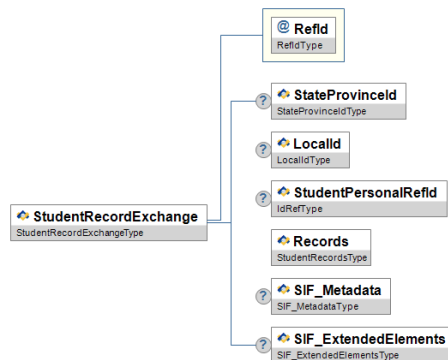 @ RefId
RefIdType
? StateProvinceId
StateProvinceIdType
? LocalId
LocalIdType
? StudentPersonalRefId
IdRefType
StudentRecordExchange
StudentRecordExchangeType
Records
StudentRecordsType
? SIF_Metadata
SIF_MetadataType
? SIF_ExtendedElements
SIF_ExtendedElementsType